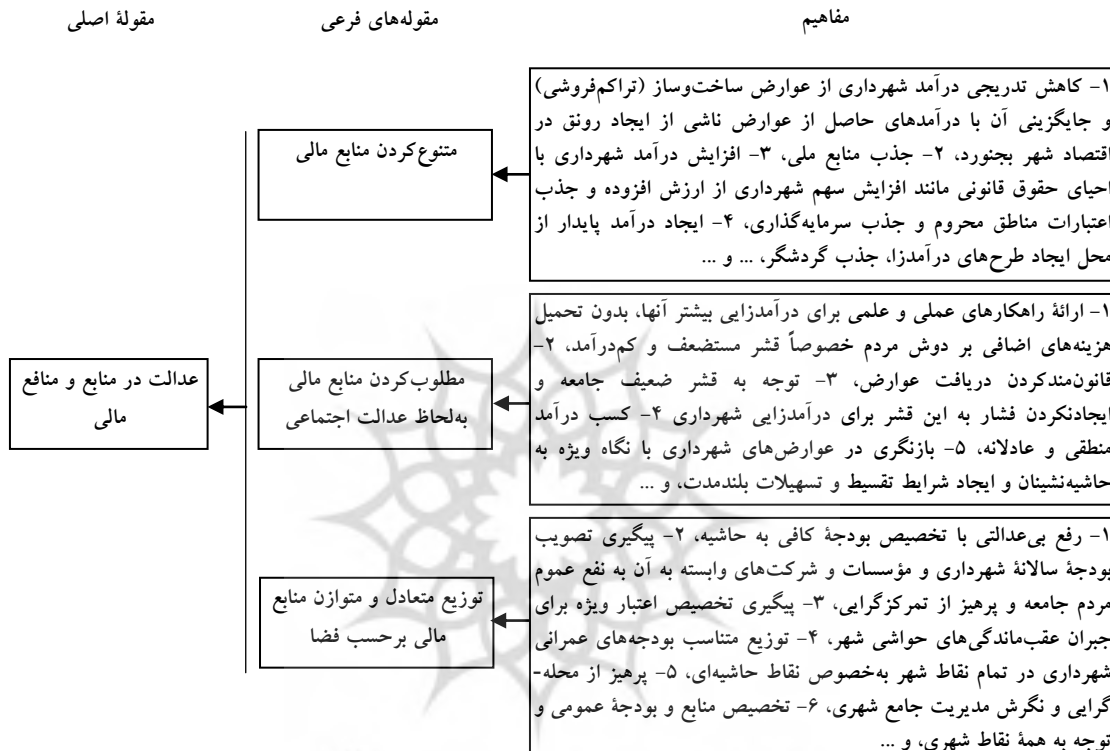 مفاهیم
مقوله‌های فرعی
مقولهٔ اصلی
۱- کاهش تدریجی درآمد شهرداری از عوارض ساخت‌وساز (تراکم‌فروشی)
و جایگزینی آن با درآمدهای حاصل از عوارض ناشی از ایجاد رونق در
اقتصاد شهر بجنورد، ۲- جذب منابع ملی، ۳- افزایش درآمد شهرداری با
احیای حقوق قانونی مانند افزایش سهم شهرداری از ارزش افزوده و جذب
اعتبارات مناطق محروم و جذب سرمایه‌گذاری، ۴- ایجاد درآمد پایدار از
محل ایجاد طرح‌های درآمدزا، جذب گردشگر، ... و ...
متنوع‌کردن منابع مالی
۱- ارائهٔ راهکارهای عملی و علمی برای درآمدزایی بیشتر آنها، بدون تحمیل
هزینه‌های اضافی بر دوش مردم خصوصاً قشر مستضعف و کم‌درآمد، ۲-
قانون‌مندکردن دریافت عوارض، ۳- توجه به قشر ضعیف جامعه و
ایجادنکردن فشار به این قشر برای درآمدزایی شهرداری ۴- کسب درآمد
منطقی و عادلانه، ۵- بازنگری در عوارض‌های شهرداری با نگاه ویژه به
حاشیه‌نشینان و ایجاد شرایط تقسیط و تسهیلات بلندمدت، و ...
مطلوب‌کردن منابع مالی
به‌لحاظ عدالت اجتماعی
عدالت در منابع و منافع
مالی
۱- رفع بی‌عدالتی با تخصیص بودجهٔ کافی به حاشیه، ۲- پیگیری تصویب
بودجهٔ سالانهٔ شهرداری و مؤسسات و شرکت‌های وابسته به آن به نفع عموم
مردم جامعه و پرهیز از تمرکزگرایی، ۳- پیگیری تخصیص اعتبار ویژه برای
جبران عقب‌ماندگی‌های حواشی شهر، ۴- توزیع متناسب بودجه‌های عمرانی
شهرداری در تمام نقاط شهر به‌خصوص نقاط حاشیه‌ای، ۵- پرهیز از محله-
گرایی و نگرش مدیریت جامع شهری، ۶- تخصیص منابع و بودجهٔ عمومی و
توجه به همهٔ نقاط شهری، و ...
توزیع متعادل و متوازن منابع
مالی برحسب فضا